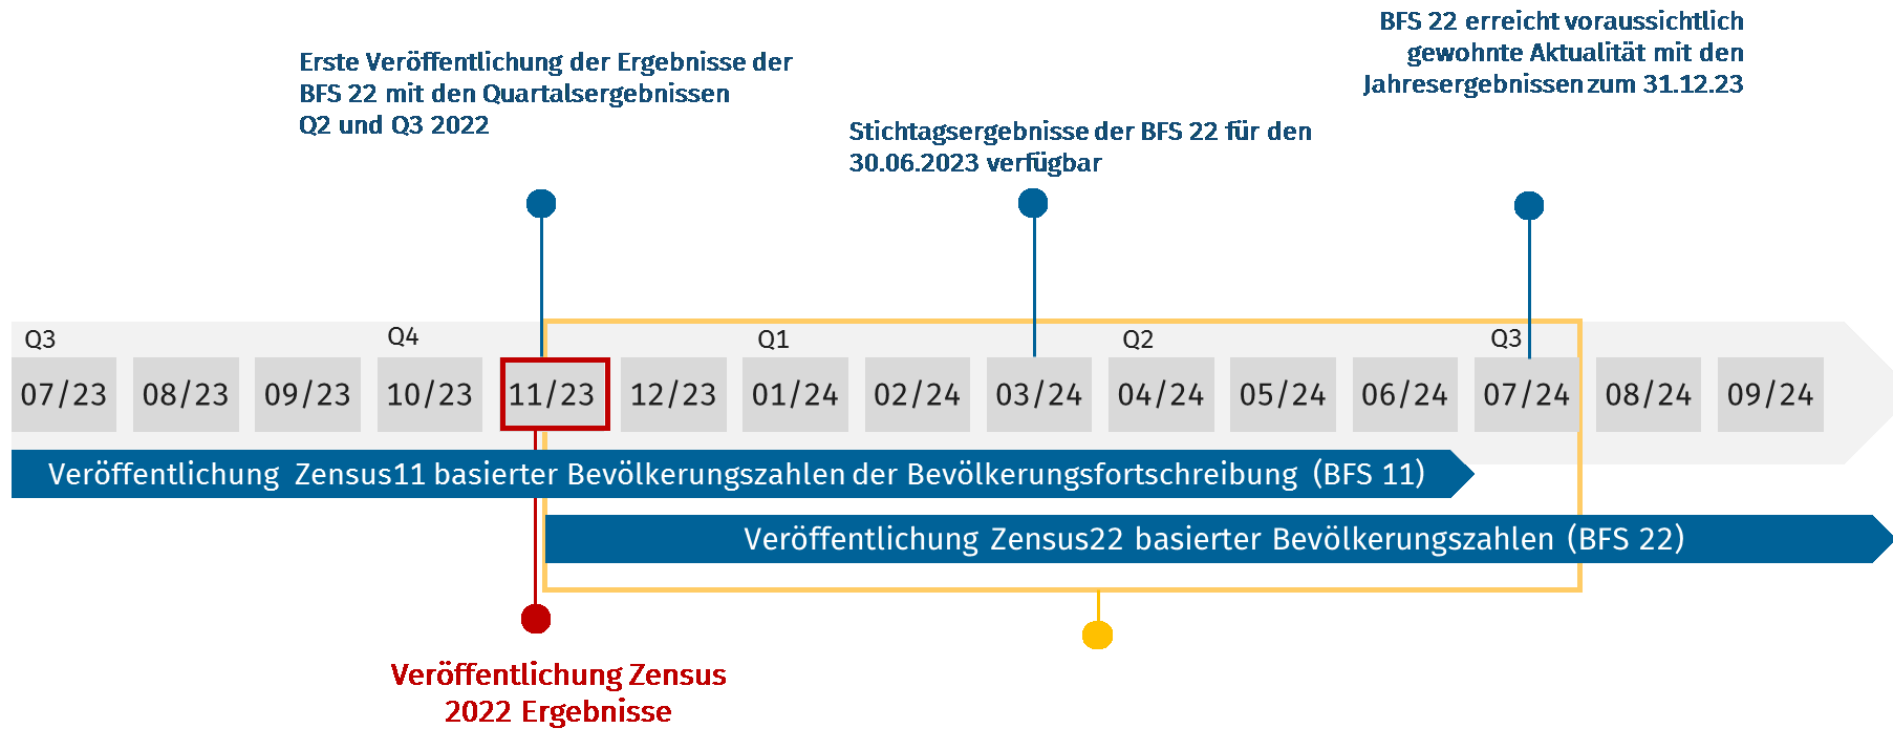 BFS 22 erreicht voraussichtlich
gewohnte Aktualität mit den
Jahresergebnissen zum 31.12.23
Erste Veröffentlichung der Ergebnisse der
BFS 22 mit den Quartalsergebnissen
Q2 und Q3 2022
Stichtagsergebnisse der BFS 22 für den
30.06.2023 verfügbar
Q3 Q4 Q1 Q2 Q3
07/23 08/23 09/23 10/23 11/23 12/23 01/24 02/24 03/24 04/24 05/24 06/24 07/24 08/24 09/24
Veröffentlichung Zensus11 basierter Bevölkerungszahlen der Bevölkerungsfortschreibung (BFS 11)
Veröffentlichung Zensus22 basierter Bevölkerungszahlen (BFS 22)
Veröffentlichung Zensus
2022 Ergebnisse